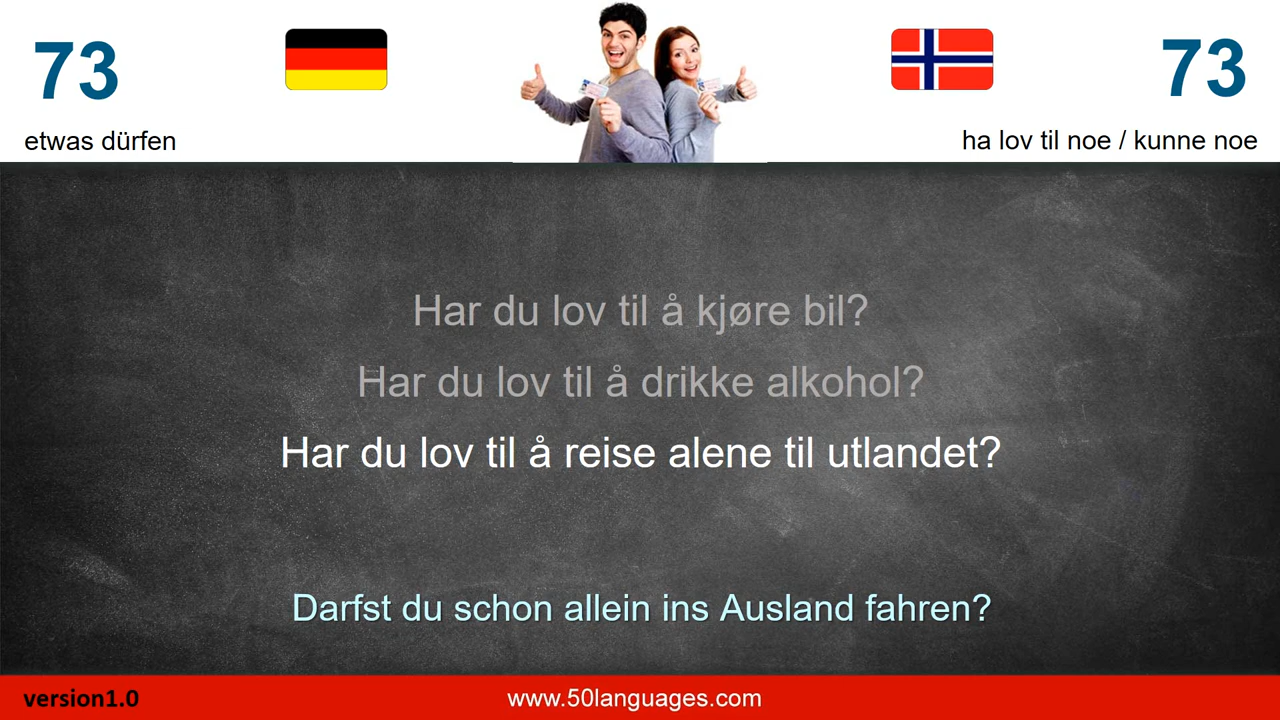 73
73
etwas dürfen
ha lov til noe / kunne noe
Har du lov til å kjøre bil?
Har du lov til å drikke alkohol?
Har du lov til å reise alene til utlandet?
Darfst du schon allein ins Ausland fahren?
version1.0
www.50languages.com